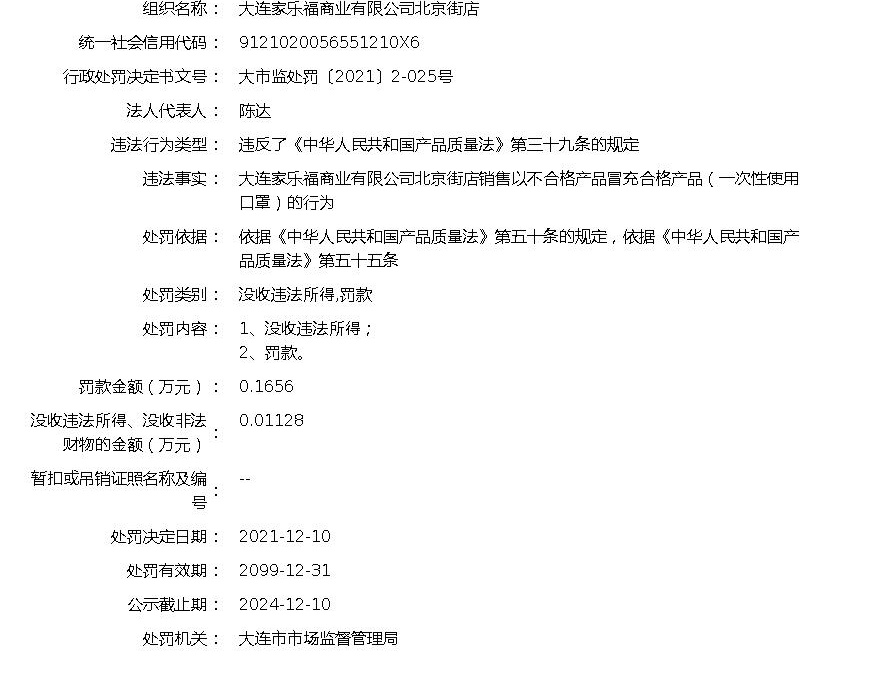 组织名称： 大连家乐福商业有限公司北京街店
统一社会信用代码： 9121020056551210X6
行政处罚决定书文号： 大市监处罚〔2021〕2-025号
法人代表人： 陈达
违法行为类型： 违反了《中华人民共和国产品质量法》第三十九条的规定
违法事实： 大连家乐福商业有限公司北京街店销售以不合格产品冒充合格产品（一次性使用
口罩）的行为
处罚依据： 依据《中华人民共和国产品质量法》第五十条的规定，依据《中华人民共和国产
品质量法》第五十五条
处罚类别： 没收违法所得,罚款
处罚内容： 1、没收违法所得；
2、罚款。
罚款金额（万元）： 0.1656
没收违法所得、没收非法
财物的金额（万元）： 0.01128
暂扣或吊销证照名称及编
号： --
处罚决定日期： 2021-12-10
处罚有效期： 2099-12-31
公示截止期： 2024-12-10
处罚机关： 大连市市场监督管理局